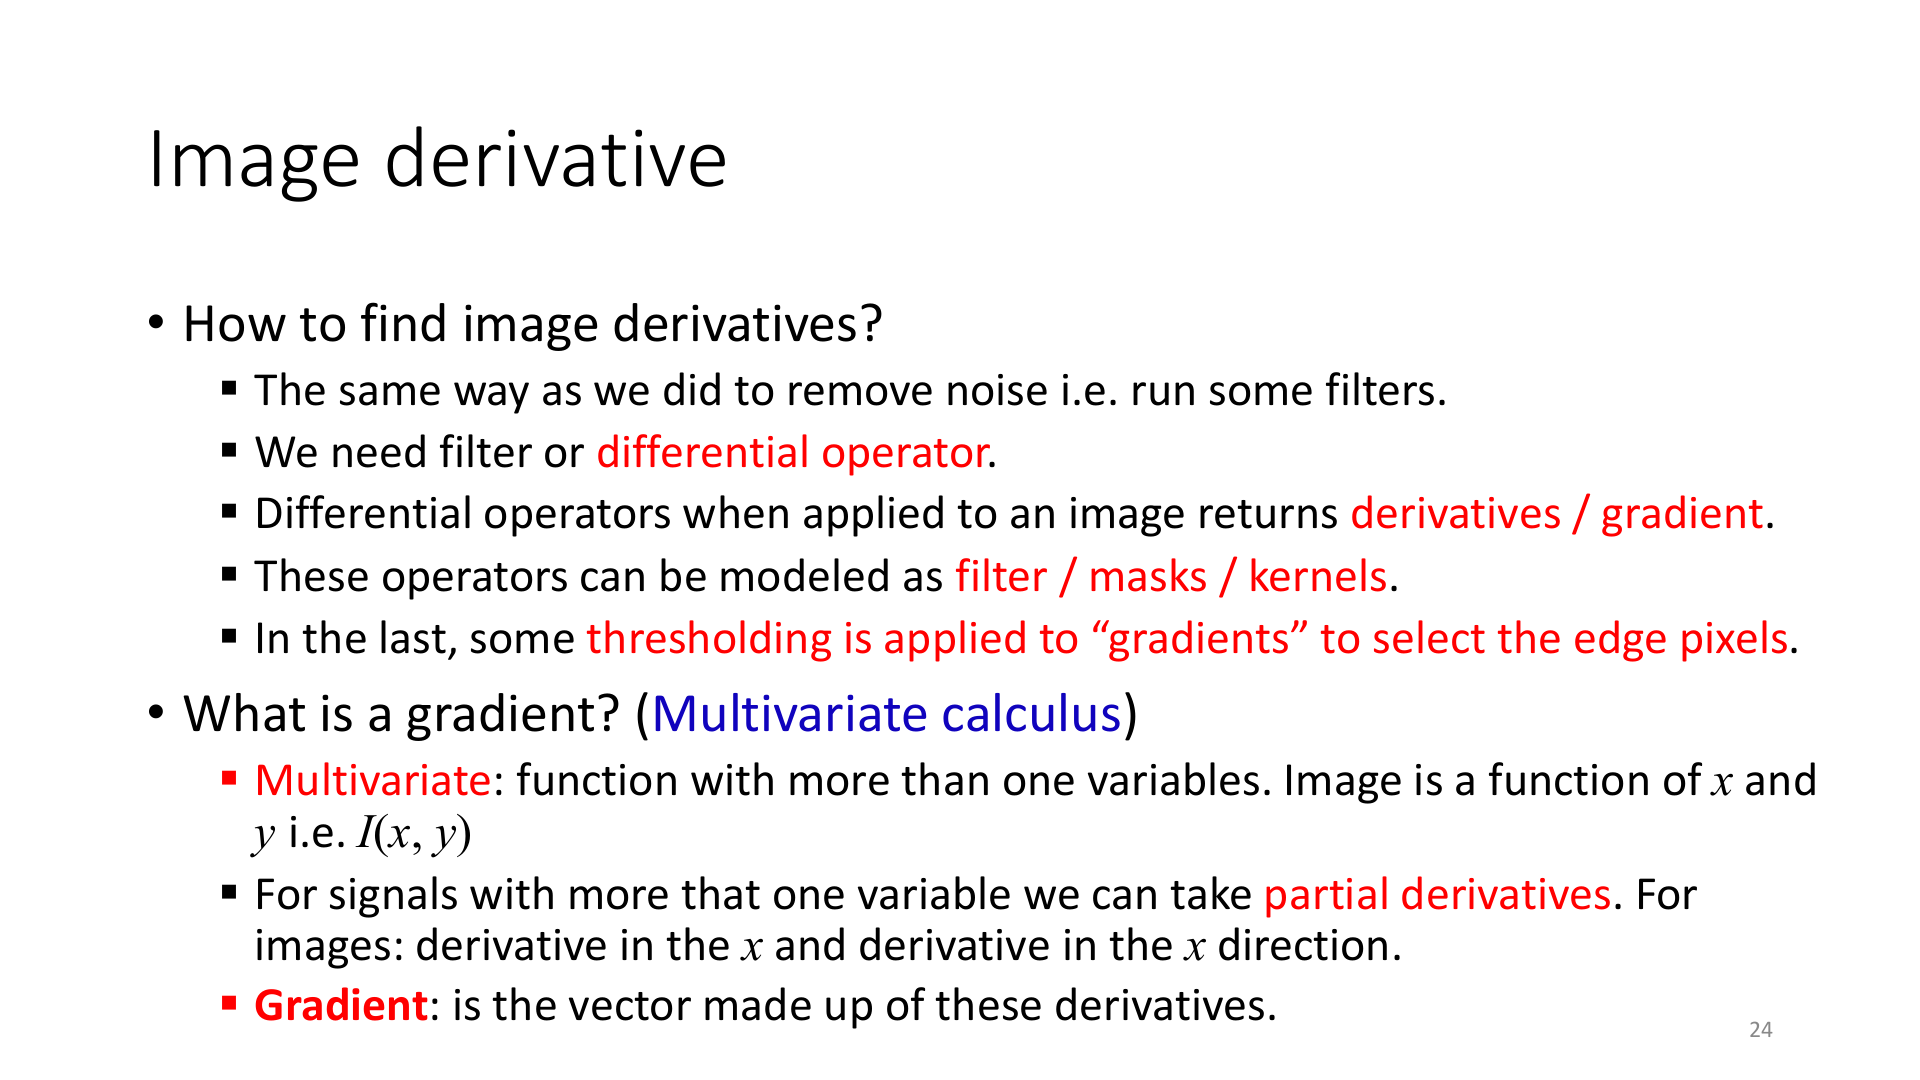 Image derivative
• How to find image derivatives?
▪ The same way as we did to remove noise i.e. run some filters.
▪ We need filter or differential operator.
▪ Differential operators when applied to an image returns derivatives / gradient.
▪ These operators can be modeled as filter / masks / kernels.
▪ In the last, some thresholding is applied to “gradients” to select the edge pixels.
• What is a gradient? (Multivariate calculus)
▪ Multivariate: function with more than one variables. Image is a function of x and
y i.e. I(x, y)
▪ For signals with more that one variable we can take partial derivatives. For
images: derivative in the x and derivative in the x direction.
▪ Gradient: is the vector made up of these derivatives.
24